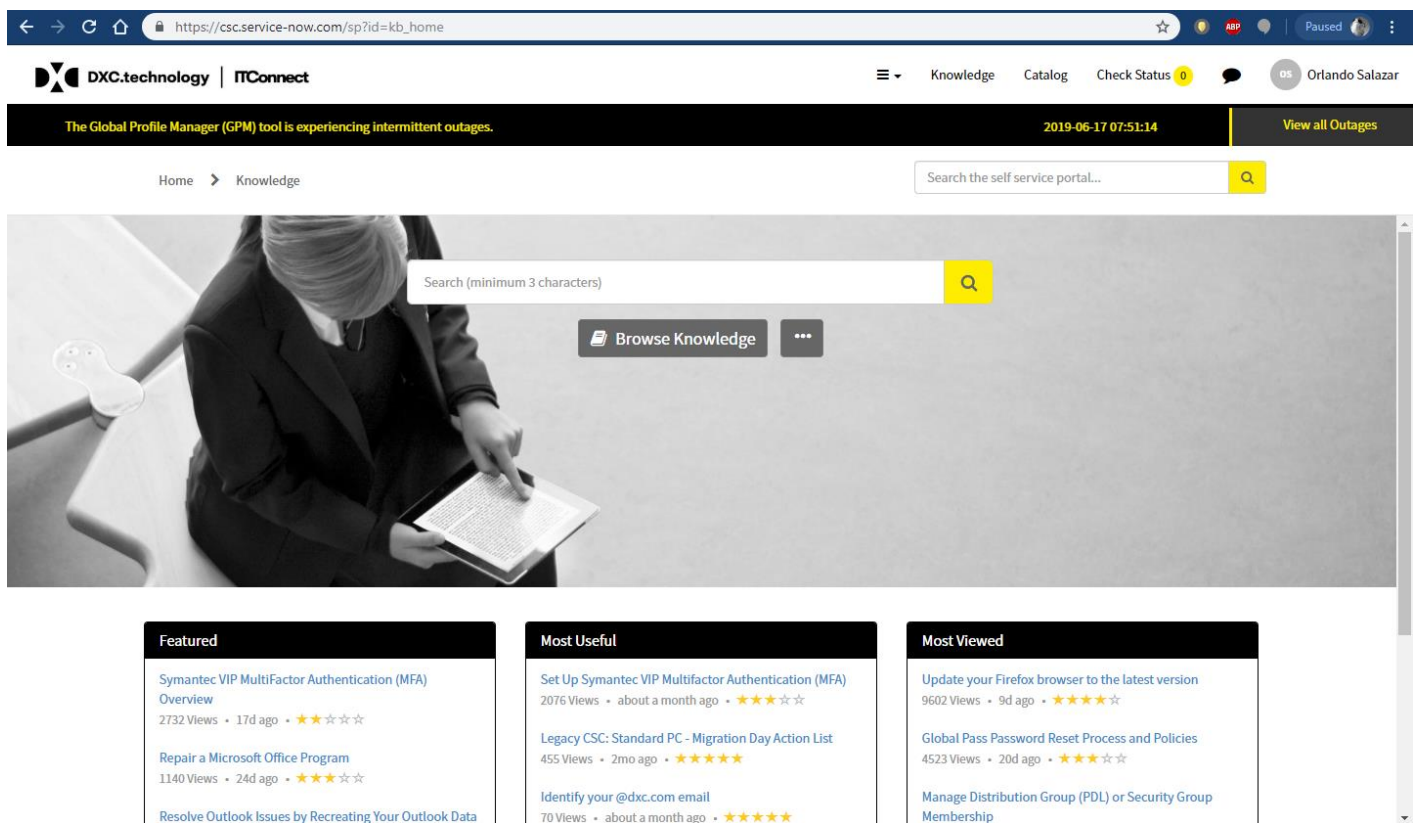 https://csc.service-now.com/sp?id=kb_home
ABP
Paused
DXC.technology | ITConnect
Knowledge
Catalog
Check Status 0
OS
Orlando Salazar
The Global Profile Manager (GPM) tool is experiencing intermittent outages.
2019-06-17 07:51:14
View all Outages
Home > Knowledge
Search the self service portal...
Search (minimum 3 characters)
Browse Knowledge
Featured
Symantec VIP MultiFactor Authentication (MFA)
Overview
2732 Views • 17d ago • ★★☆☆☆
Repair a Microsoft Office Program
1140 Views • 24d ago • ★★★☆☆
Resolve Outlook Issues by Recreating Your Outlook Data
Most Useful
Set Up Symantec VIP Multifactor Authentication (MFA)
2076 Views • about a month ago • ★★★☆☆
Legacy CSC: Standard PC - Migration Day Action List
455 Views • 2mo ago • ★★★★★
Identify your @dxc.com email
70 Views • about a month ago • ★★★★★
Most Viewed
Update your Firefox browser to the latest version
9602 Views • 9d ago • ★★★★☆
Global Pass Password Reset Process and Policies
4523 Views • 20d ago • ★★★☆☆
Manage Distribution Group (PDL) or Security Group
Membership